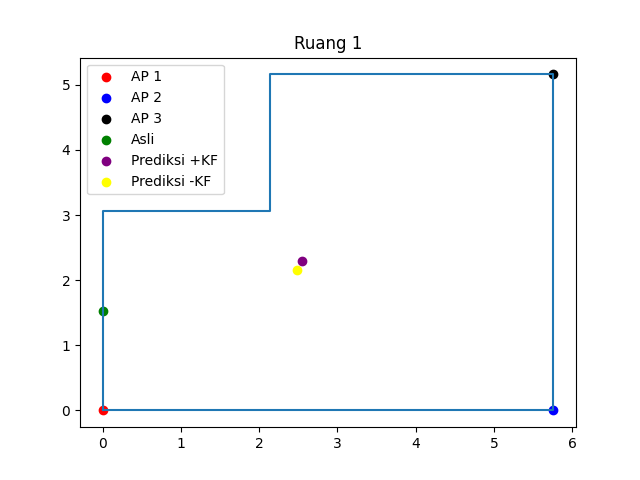 Ruang 1
AP 1
AP 2
AP 3
Asli
Prediksi +KF
Prediksi -KF
5
4
3
2
1
0
0 1 2 3 4 5 6